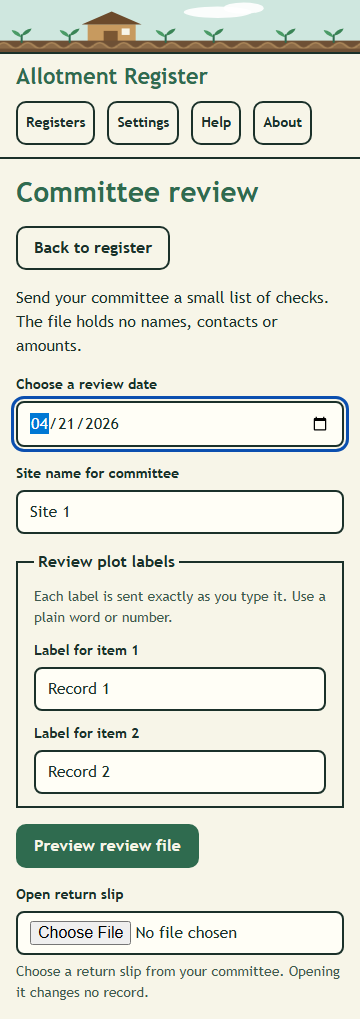 Allotment Register
Registers Settings Help About
Committee review
Back to register
Send your committee a small list of checks.
The file holds no names, contacts or
amounts.
Choose a review date
04/21/2026
Site name for committee
Site 1
Review plot labels
Each label is sent exactly as you type it. Use a
plain word or number.
Label for item 1
Record 1
Label for item 2
Record 2
Preview review file
Open return slip
Choose File No file chosen
Choose a return slip from your committee. Opening
it changes no record.